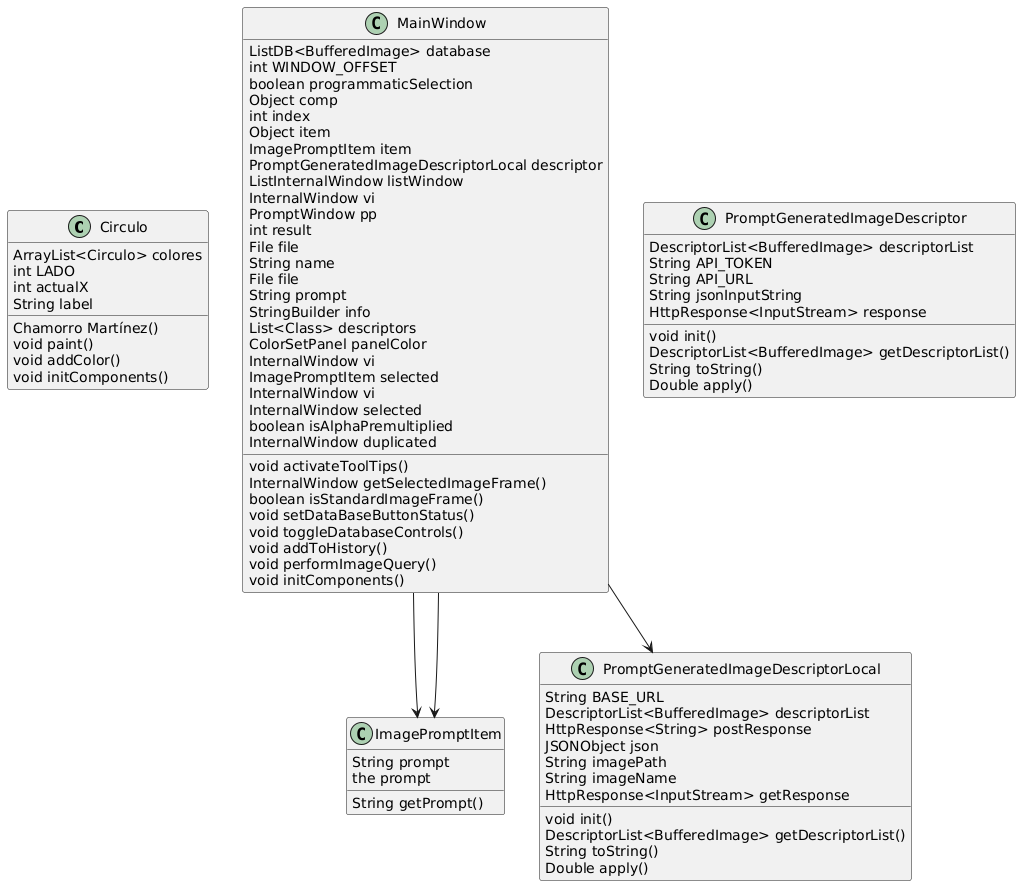 C MainWindow
ListDB<BufferedImage> database
int WINDOW_OFFSET
boolean programmaticSelection
Object comp
int index
Object item
ImagePromptItem item
PromptGeneratedImageDescriptorLocal descriptor
ListInternalWindow listWindow
InternalWindow vi
PromptWindow pp
int result
File file
String name
File file
String prompt
StringBuilder info
List<Class> descriptors
ColorSetPanel panelColor
InternalWindow vi
ImagePromptItem selected
InternalWindow vi
InternalWindow selected
boolean isAlphaPremultiplied
InternalWindow duplicated
void activateToolTips()
InternalWindow getSelectedImageFrame()
boolean isStandardImageFrame()
void setDataBaseButtonStatus()
void toggleDatabaseControls()
void addToHistory()
void performImageQuery()
void initComponents()
C Circulo
ArrayList<Circulo> colores
int LADO
int actualX
String label
Chamorro Martínez()
void paint()
void addColor()
void initComponents()
C PromptGeneratedImageDescriptor
DescriptorList<BufferedImage> descriptorList
String API_TOKEN
String API_URL
String jsonInputString
HttpResponse<InputStream> response
void init()
DescriptorList<BufferedImage> getDescriptorList()
String toString()
Double apply()
C ImagePromptItem
String prompt
the prompt
String getPrompt()
C PromptGeneratedImageDescriptorLocal
String BASE_URL
DescriptorList<BufferedImage> descriptorList
HttpResponse<String> postResponse
JSONObject json
String imagePath
String imageName
HttpResponse<InputStream> getResponse
void init()
DescriptorList<BufferedImage> getDescriptorList()
String toString()
Double apply()